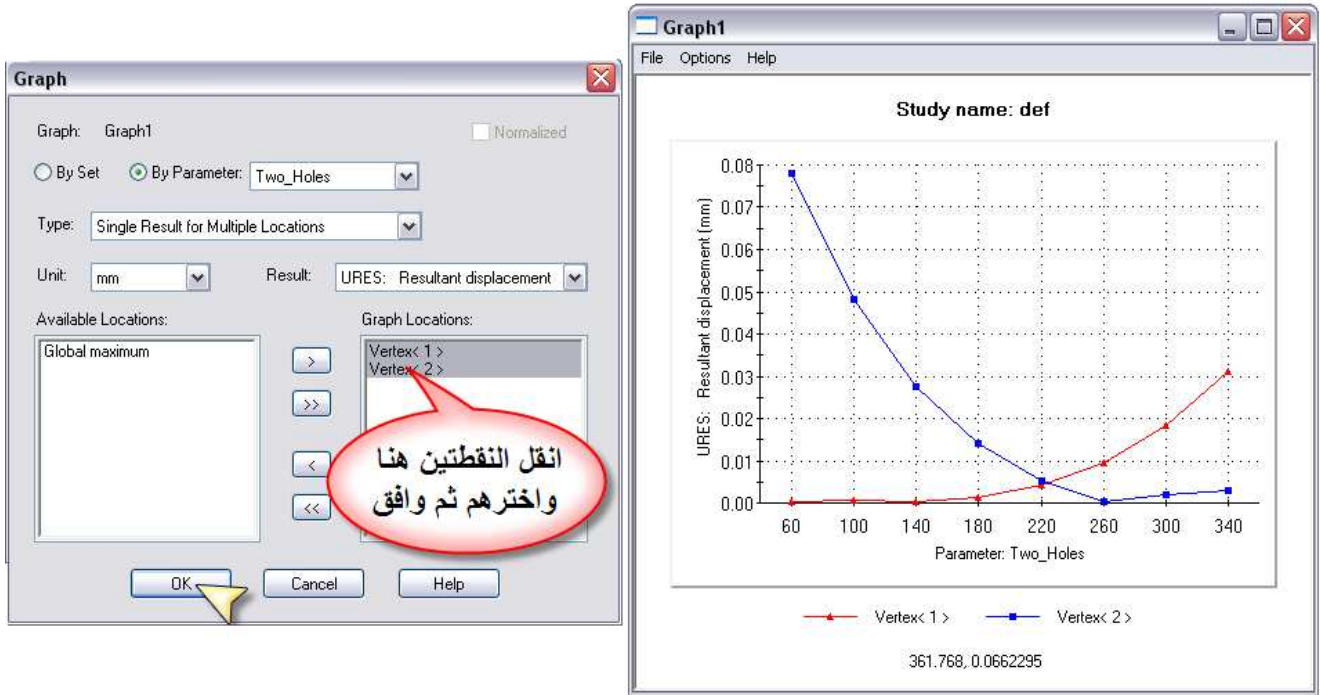 Graph
Graph: Graph1
Normalized
By Set
By Parameter:
Two_Holes
Type:
Single Result for Multiple Locations
Unit:
mm
Result:
URES: Resultant displacement
Available Locations:
Graph Locations:
Global maximum
Vertex< 1 >
Vertex< 2 >
>
>>
<
<<
انقل النقطتين هنا
واخترهم ثم وافق
OK
Cancel
Help
Graph1
File Options Help
Study name: def
URES: Resultant displacement (mm)
0.08
0.07
0.06
0.05
0.04
0.03
0.02
0.01
0.00
60 100 140 180 220 260 300 340
Parameter: Two_Holes
Vertex< 1 > Vertex< 2 >
361.768, 0.0662295